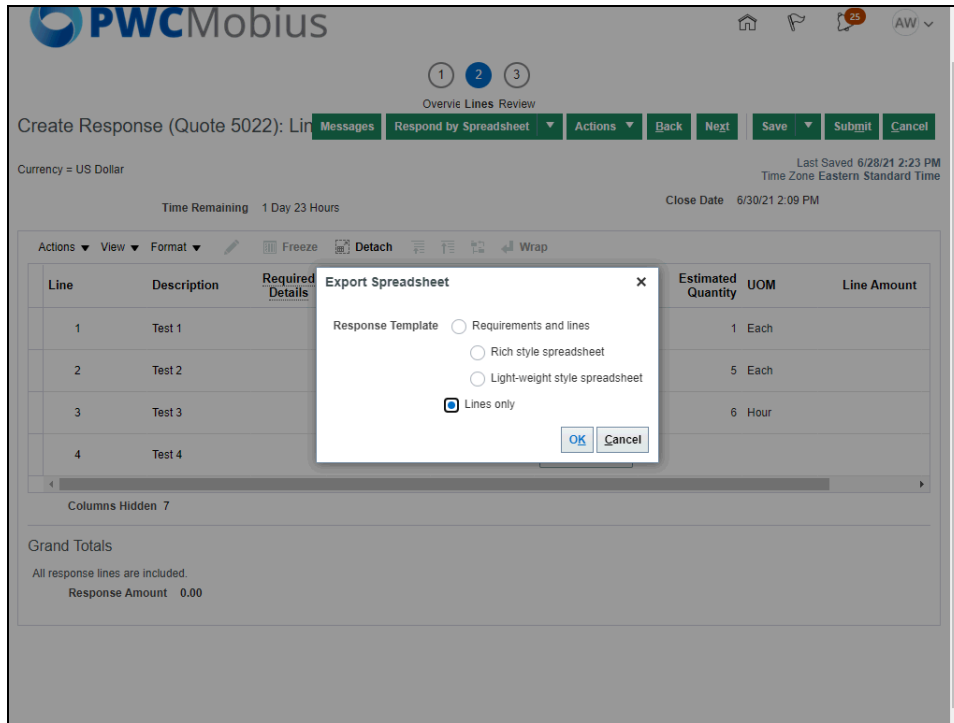 PWCMobius
25
AW
1 2 3
Overvie Lines Review
Create Response (Quote 5022): Lin Messages Respond by Spreadsheet Actions Back Next Save Submit Cancel
Currency = US Dollar
Last Saved 6/28/21 2:23 PM
Time Zone Eastern Standard Time
Time Remaining 1 Day 23 Hours
Close Date 6/30/21 2:09 PM
Actions View Format Freeze Detach Wrap
Line Description Required Details Estimated Quantity UOM Line Amount
Export Spreadsheet
Response Template Requirements and lines
Rich style spreadsheet
Light-weight style spreadsheet
Lines only
OK Cancel
1 Test 1 1 Each
2 Test 2 5 Each
3 Test 3 6 Hour
4 Test 4
Columns Hidden 7
Grand Totals
All response lines are included.
Response Amount 0.00